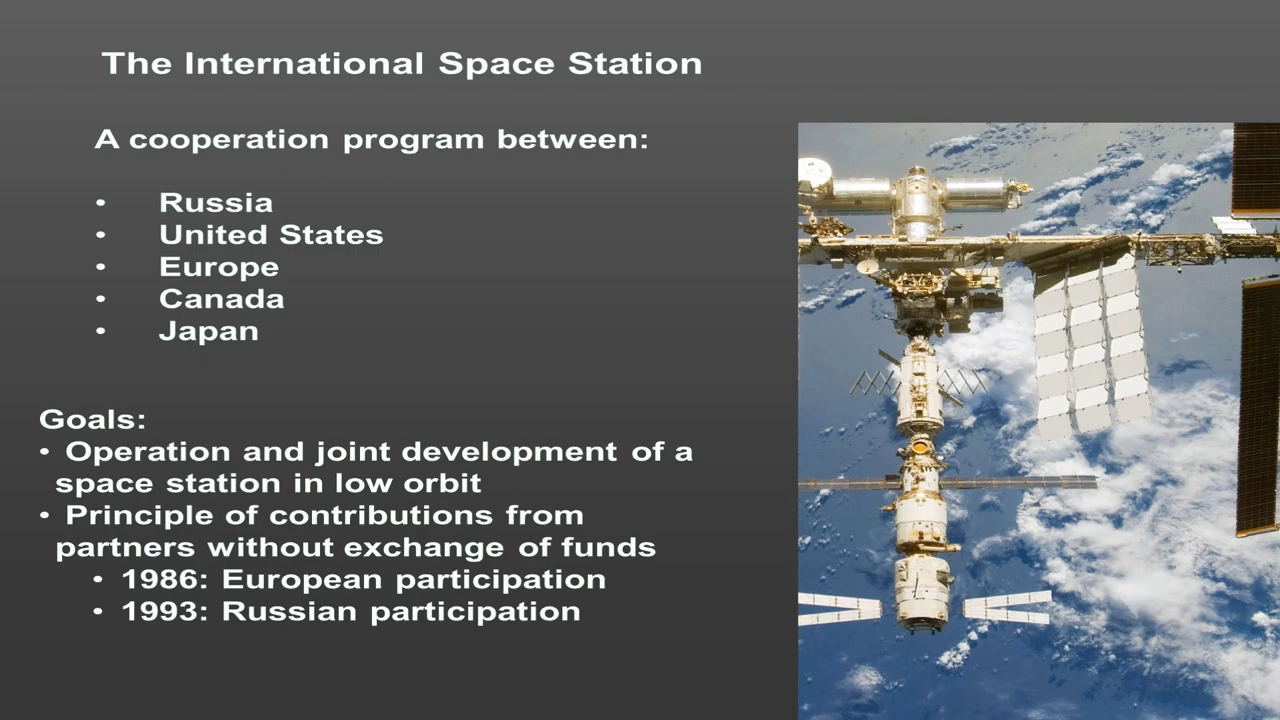 The International Space Station
A cooperation program between:
• Russia
• United States
• Europe
• Canada
• Japan
Goals:
• Operation and joint development of a
space station in low orbit
• Principle of contributions from
partners without exchange of funds
• 1986: European participation
• 1993: Russian participation